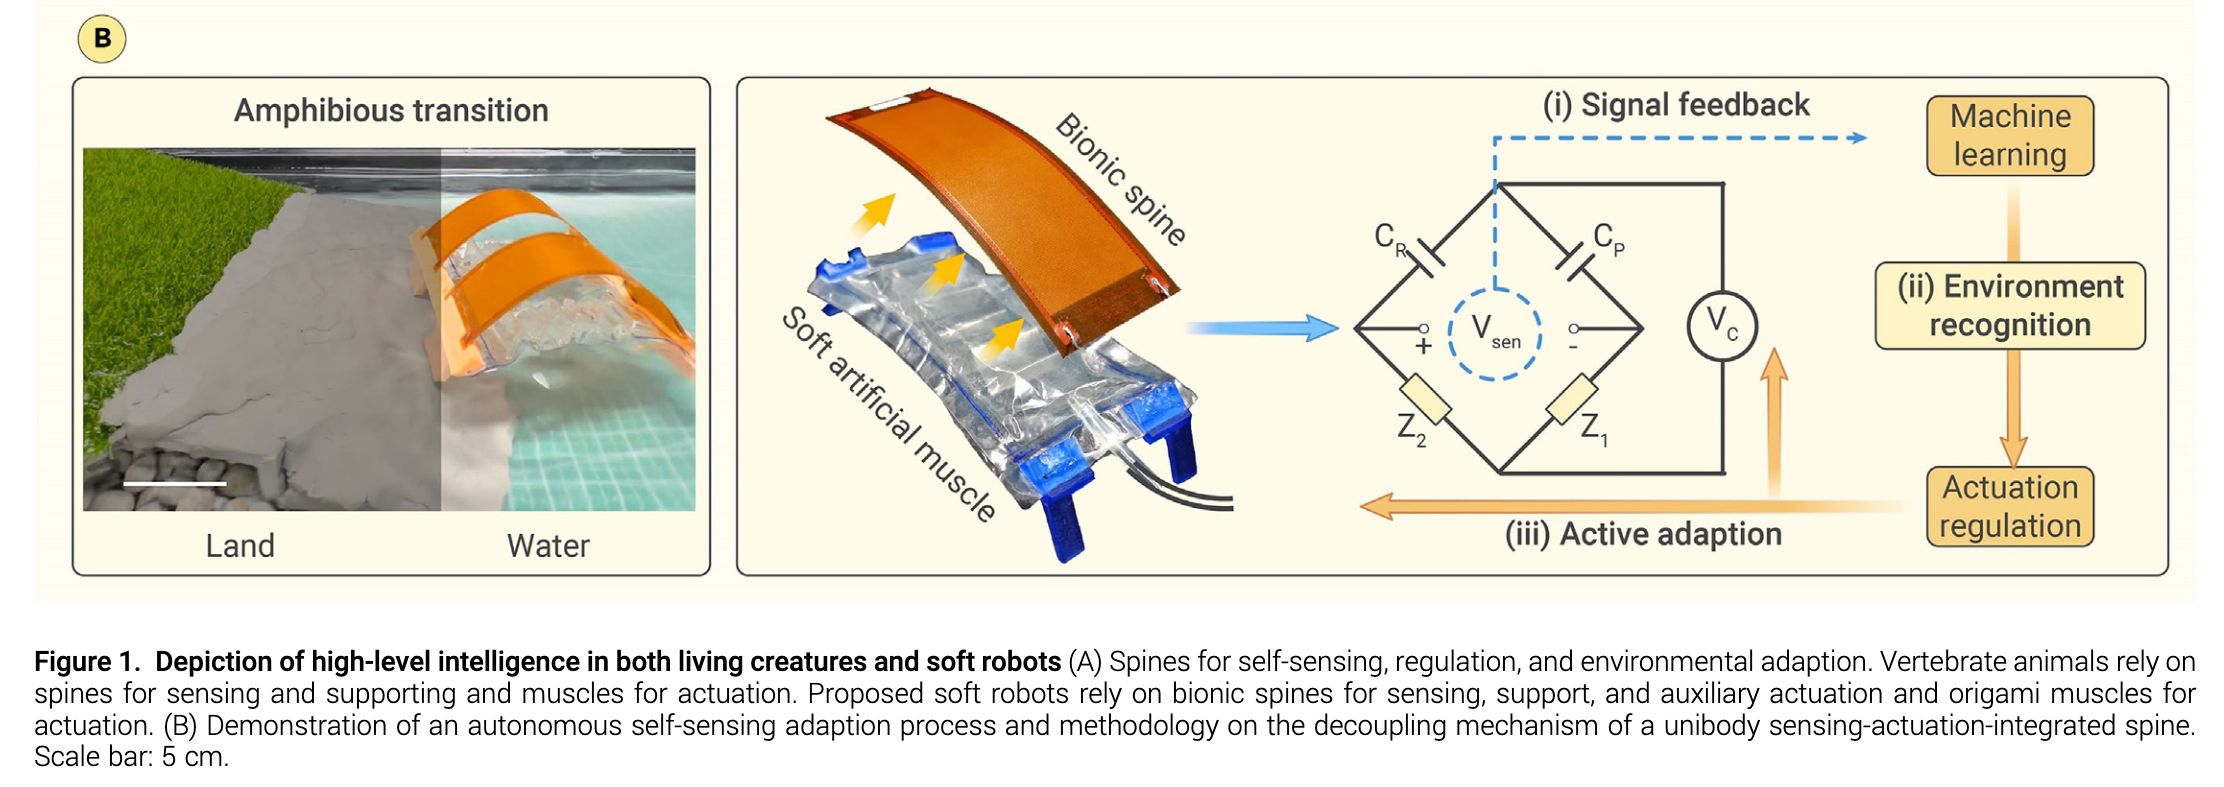 B
Amphibious transition
Land
Water
Bionic spine
Soft artificial muscle
(i) Signal feedback
Machine
learning
C_R
C_P
V_sen
+
-
V_C
Z_2
Z_1
(ii) Environment
recognition
Actuation
regulation
(iii) Active adaption
Figure 1. Depiction of high-level intelligence in both living creatures and soft robots (A) Spines for self-sensing, regulation, and environmental adaption. Vertebrate animals rely on
spines for sensing and supporting and muscles for actuation. Proposed soft robots rely on bionic spines for sensing, support, and auxiliary actuation and origami muscles for
actuation. (B) Demonstration of an autonomous self-sensing adaption process and methodology on the decoupling mechanism of a unibody sensing-actuation-integrated spine.
Scale bar: 5 cm.